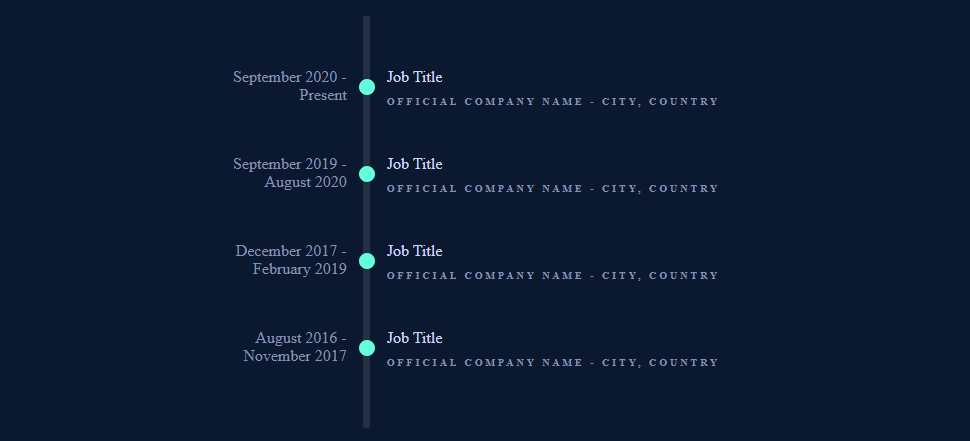 September 2020 -
Present
Job Title
OFFICIAL COMPANY NAME - CITY, COUNTRY
September 2019 -
August 2020
Job Title
OFFICIAL COMPANY NAME - CITY, COUNTRY
December 2017 -
February 2019
Job Title
OFFICIAL COMPANY NAME - CITY, COUNTRY
August 2016 -
November 2017
Job Title
OFFICIAL COMPANY NAME - CITY, COUNTRY